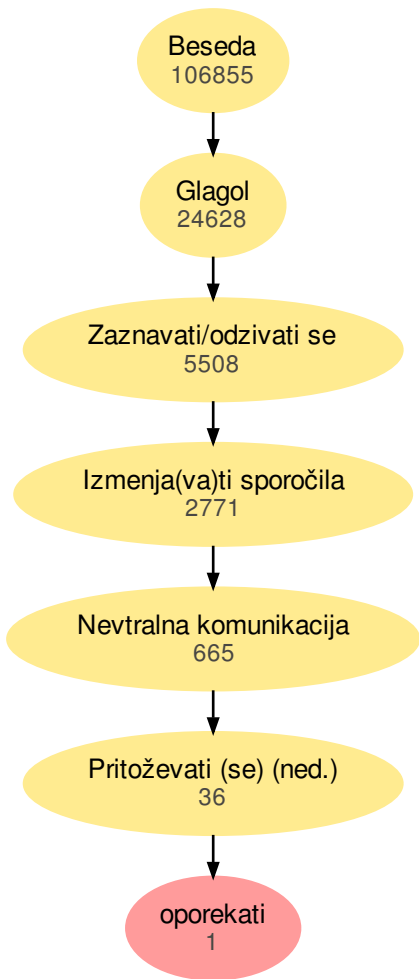 Beseda
106855
Glagol
24628
Zaznavati/odzivati se
5508
Izmenja(va)ti sporočila
2771
Nevtralna komunikacija
665
Pritoževati (se) (ned.)
36
oporekati
1